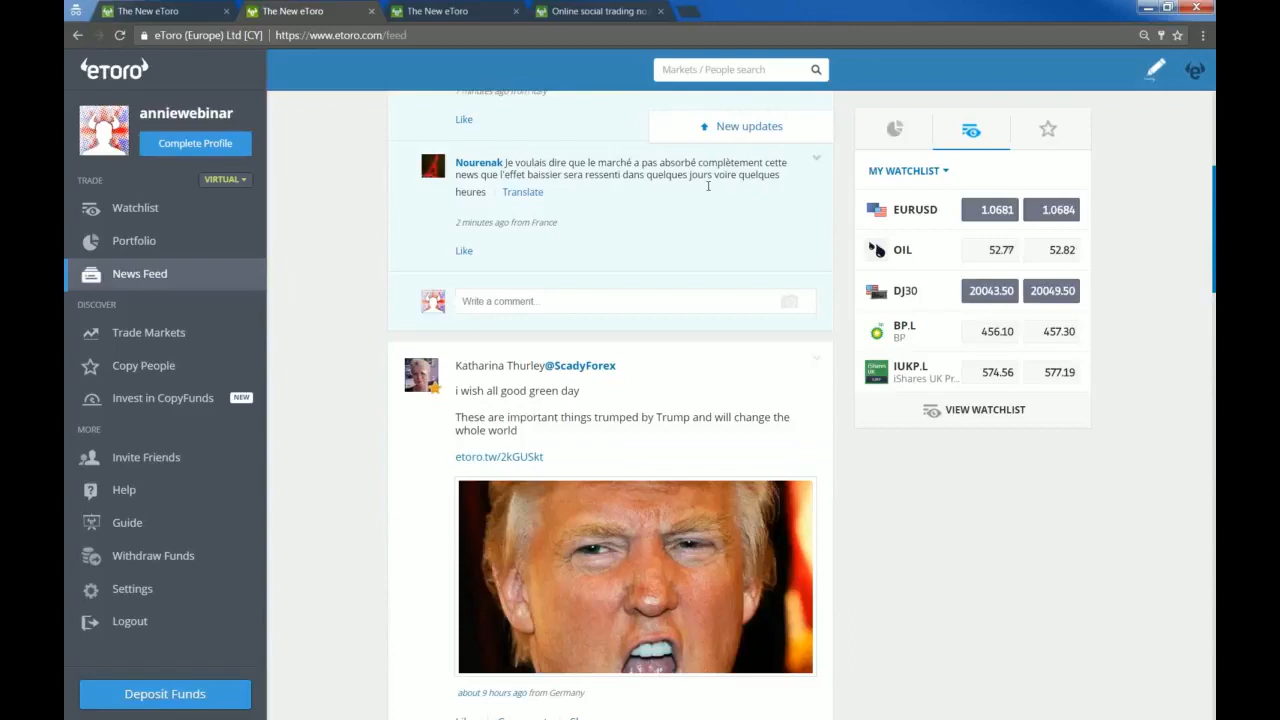 The New eToro
The New eToro
The New eToro
Online social trading no
eToro (Europe) Ltd [CY]
https://www.etoro.com/feed
eToro
Markets / People search
anniewebinar
Complete Profile
TRADE
VIRTUAL
Watchlist
Portfolio
News Feed
DISCOVER
Trade Markets
Copy People
Invest in CopyFunds NEW
MORE
Invite Friends
Help
Guide
Withdraw Funds
Settings
Logout
Deposit Funds
7 minutes ago from Italy
Like
New updates
Nourenak Je voulais dire que le marché a pas absorbé complètement cette
news que l'effet baissier sera ressenti dans quelques jours voire quelques
heures Translate
2 minutes ago from France
Like
Write a comment...
Katharina Thurley@ScadyForex
i wish all good green day
These are important things trumped by Trump and will change the
whole world
etoro.tw/2kGUSkt
about 9 hours ago from Germany
MY WATCHLIST
EURUSD 1.0681 1.0684
OIL 52.77 52.82
DJ30 20043.50 20049.50
BP.L 456.10 457.30
BP
IUKP.L 574.56 577.19
iShares UK Pr...
VIEW WATCHLIST